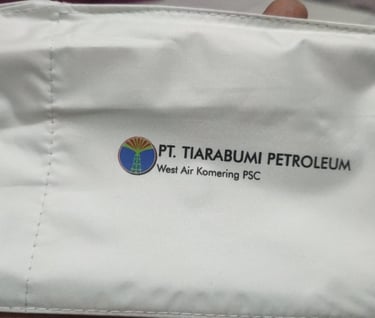 PT. TIARABUMI PETROLEUM
West Air Komering PSC